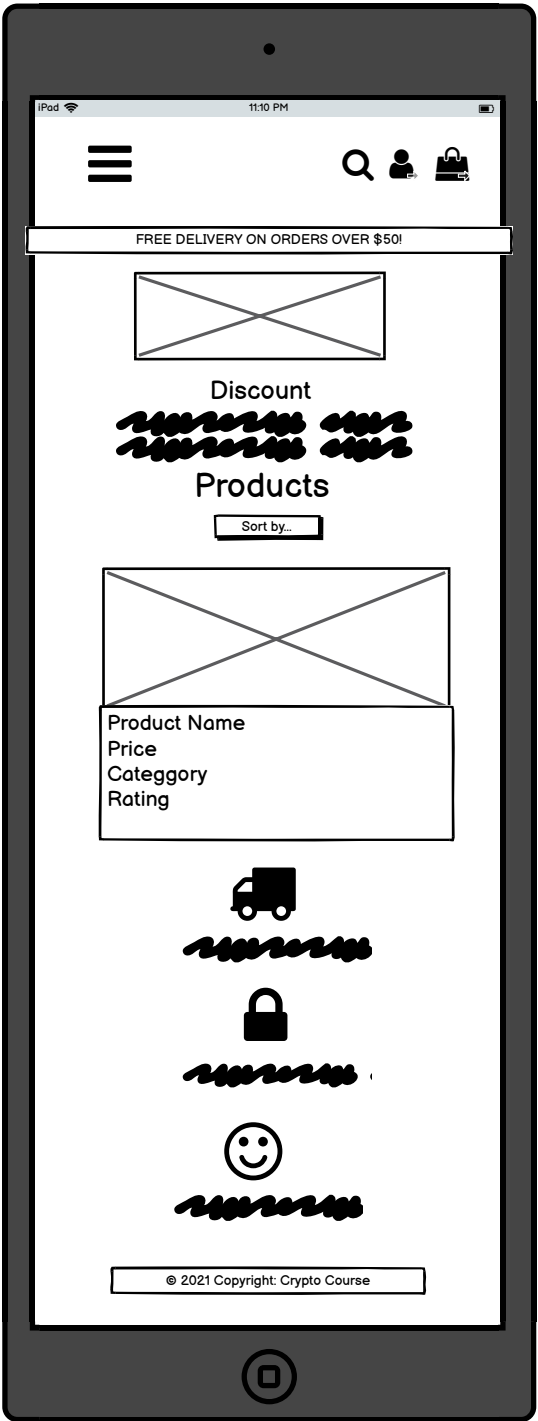 iPad
11:10 PM
FREE DELIVERY ON ORDERS OVER $50!
Discount
Products
Sort by...
Product Name
Price
Categgory
Rating
© 2021 Copyright: Crypto Course